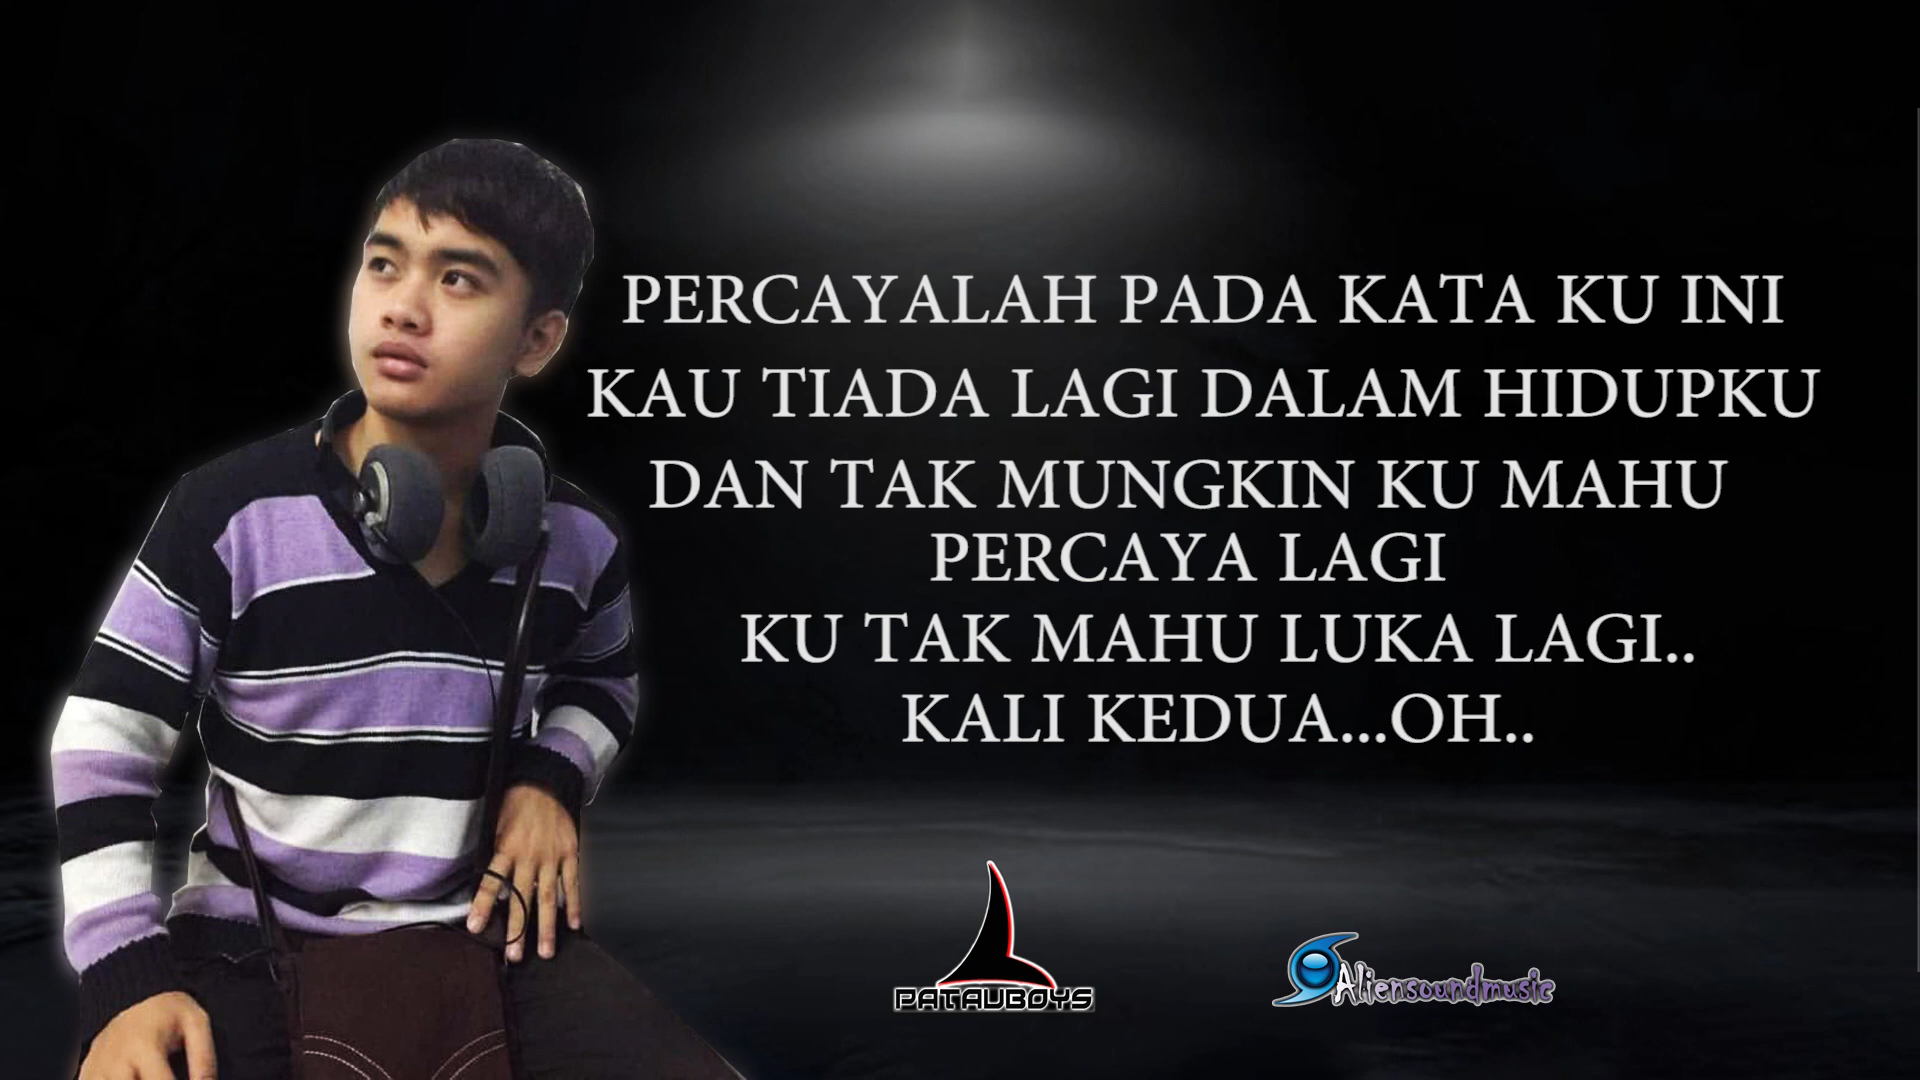 PERCAYALAH PADA KATA KU INI
KAU TIADA LAGI DALAM HIDUPKU
DAN TAK MUNGKIN KU MAHU
PERCAYA LAGI
KU TAK MAHU LUKA LAGI..
KALI KEDUA...OH..
PATAUBOYS
Aliensoundmusic